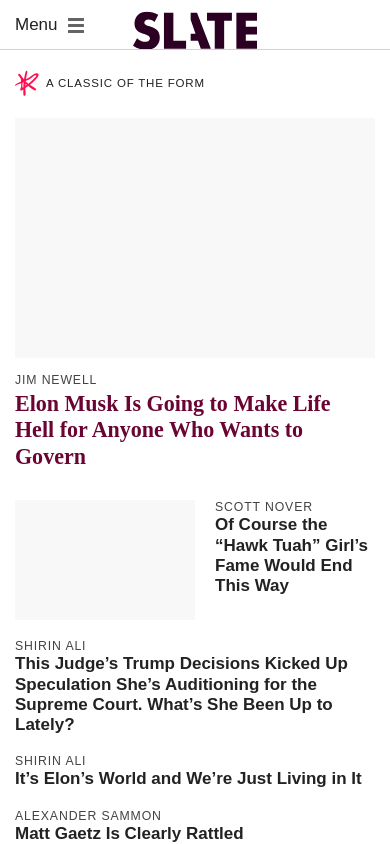 Menu
SLATE
A CLASSIC OF THE FORM
JIM NEWELL
Elon Musk Is Going to Make Life
Hell for Anyone Who Wants to
Govern
SCOTT NOVER
Of Course the
“Hawk Tuah” Girl’s
Fame Would End
This Way
SHIRIN ALI
This Judge’s Trump Decisions Kicked Up
Speculation She’s Auditioning for the
Supreme Court. What’s She Been Up to
Lately?
SHIRIN ALI
It’s Elon’s World and We’re Just Living in It
ALEXANDER SAMMON
Matt Gaetz Is Clearly Rattled